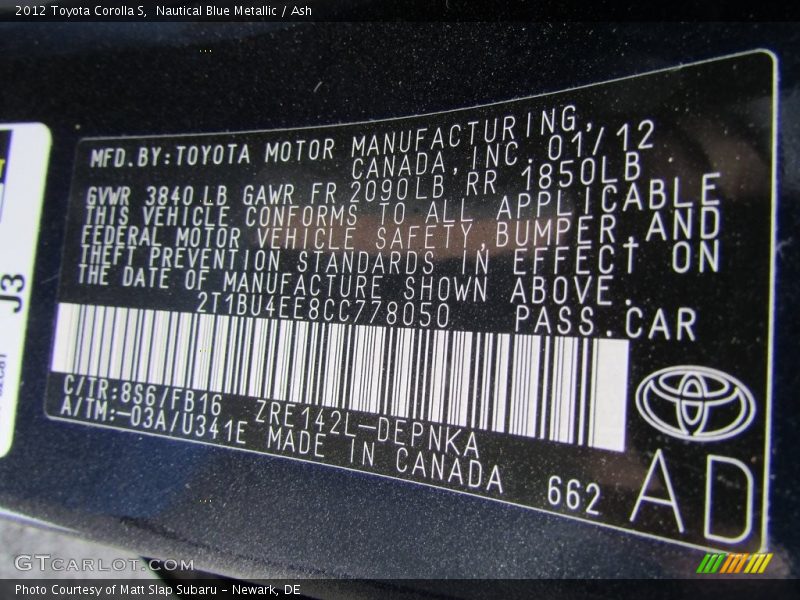 2012 Toyota Corolla S, Nautical Blue Metallic / Ash
MFD.BY:TOYOTA MOTOR MANUFACTURING,
CANADA,INC.01/12
GVWR 3840 LB GAWR FR 2090LB RR 1850LB
THIS VEHICLE CONFORMS TO ALL APPLICABLE
FEDERAL MOTOR VEHICLE SAFETY,BUMPER,AND
THEFT PREVENTION STANDARDS IN EFFECT ON
THE DATE OF MANUFACTURE SHOWN ABOVE.
2T1BU4EE8CC778050 PASS.CAR
C/TR:8S6/FB16 ZRE142L-DEPNKA
A/TM:-03A/U341E MADE IN CANADA
662 AD
J3
GTCARLOT.COM
Photo Courtesy of Matt Slap Subaru - Newark, DE